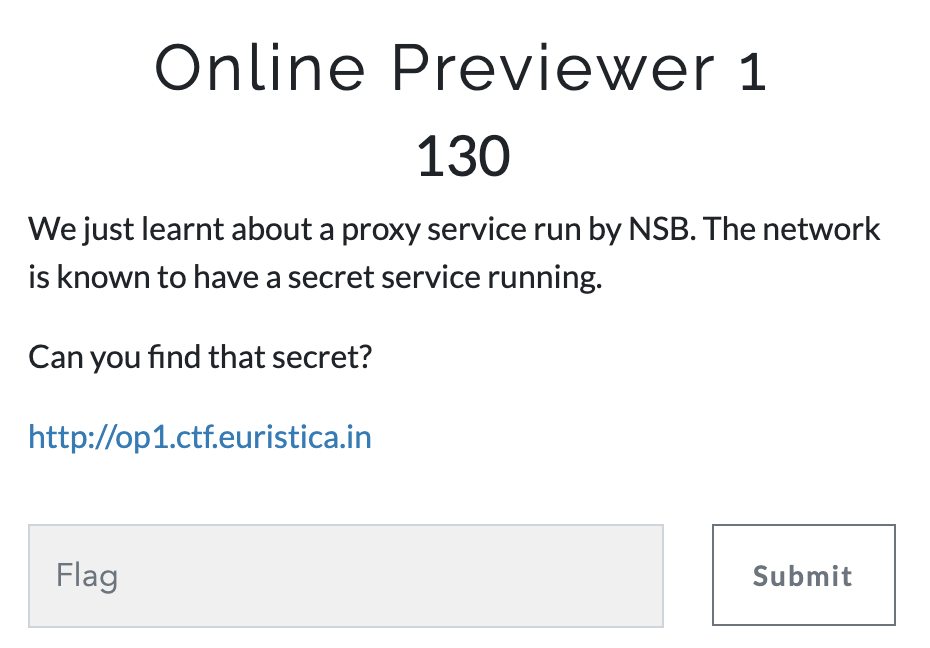 Online Previewer 1
130
We just learnt about a proxy service run by NSB. The network
is known to have a secret service running.
Can you find that secret?
http://op1.ctf.euristica.in
Flag
Submit